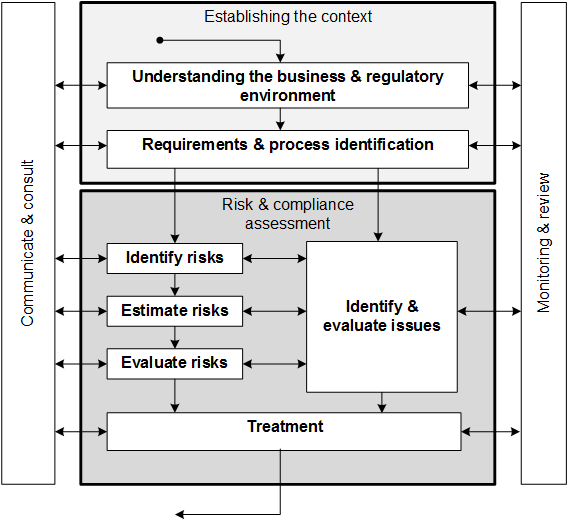 Establishing the context
Understanding the business & regulatory
environment
Requirements & process identification
Communicate & consult
Monitoring & review
Risk & compliance
assessment
Identify risks
Estimate risks
Evaluate risks
Identify &
evaluate issues
Treatment